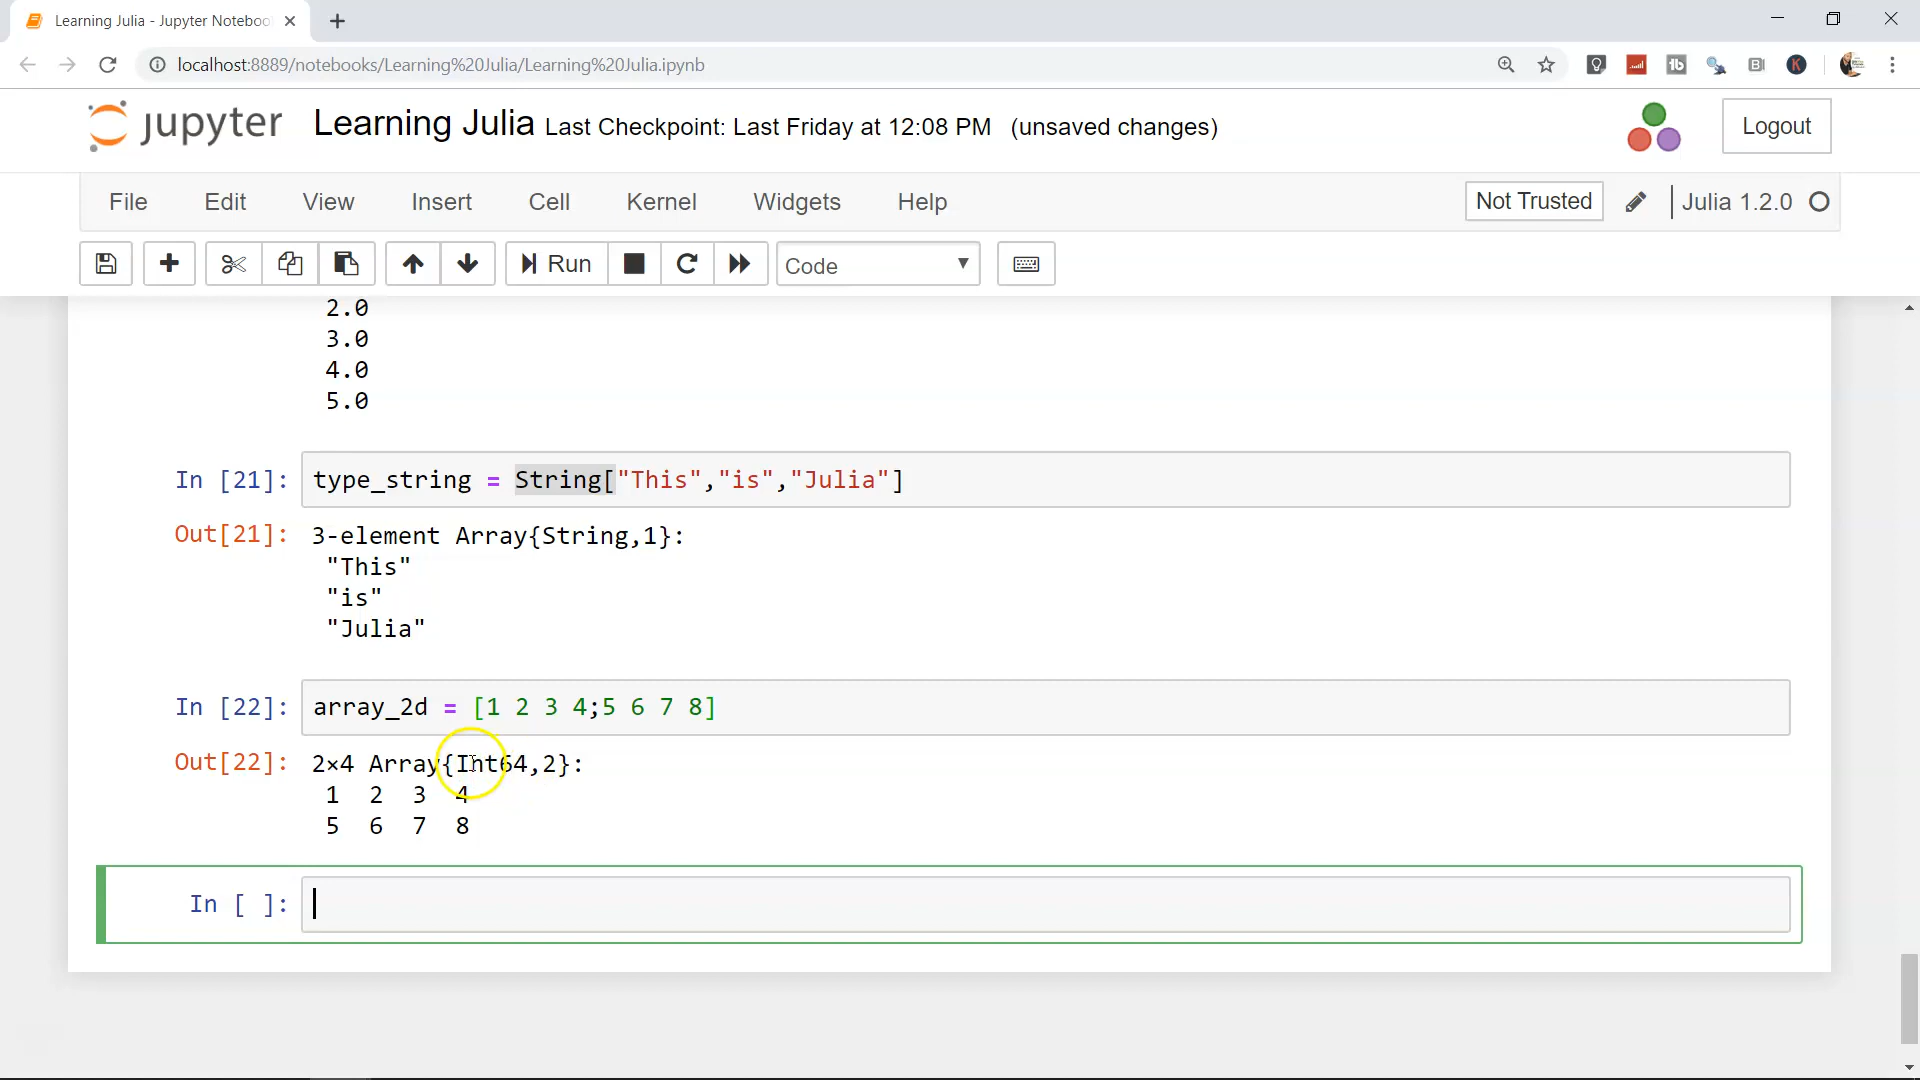 Learning Julia - Jupyter Noteboo
localhost:8889/notebooks/Learning%20Julia/Learning%20Julia.ipynb
jupyter Learning Julia Last Checkpoint: Last Friday at 12:08 PM (unsaved changes)
Logout
File Edit View Insert Cell Kernel Widgets Help
Not Trusted Julia 1.2.0
Run Code
2.0
3.0
4.0
5.0
In [21]: type_string = String["This","is","Julia"]
Out[21]: 3-element Array{String,1}:
"This"
"is"
"Julia"
In [22]: array_2d = [1 2 3 4;5 6 7 8]
Out[22]: 2×4 Array{Int64,2}:
1 2 3 4
5 6 7 8
In [ ]: